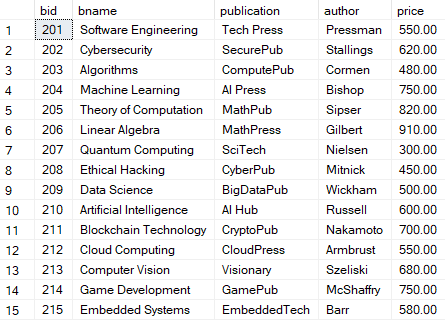 bid bname publication author price
1 201 Software Engineering Tech Press Pressman 550.00
2 202 Cybersecurity SecurePub Stallings 620.00
3 203 Algorithms ComputePub Cormen 480.00
4 204 Machine Learning AI Press Bishop 750.00
5 205 Theory of Computation MathPub Sipser 820.00
6 206 Linear Algebra MathPress Gilbert 910.00
7 207 Quantum Computing SciTech Nielsen 300.00
8 208 Ethical Hacking CyberPub Mitnick 450.00
9 209 Data Science BigDataPub Wickham 500.00
10 210 Artificial Intelligence AI Hub Russell 600.00
11 211 Blockchain Technology CryptoPub Nakamoto 700.00
12 212 Cloud Computing CloudPress Armbrust 550.00
13 213 Computer Vision Visionary Szeliski 680.00
14 214 Game Development GamePub McShaffry 750.00
15 215 Embedded Systems EmbeddedTech Barr 580.00